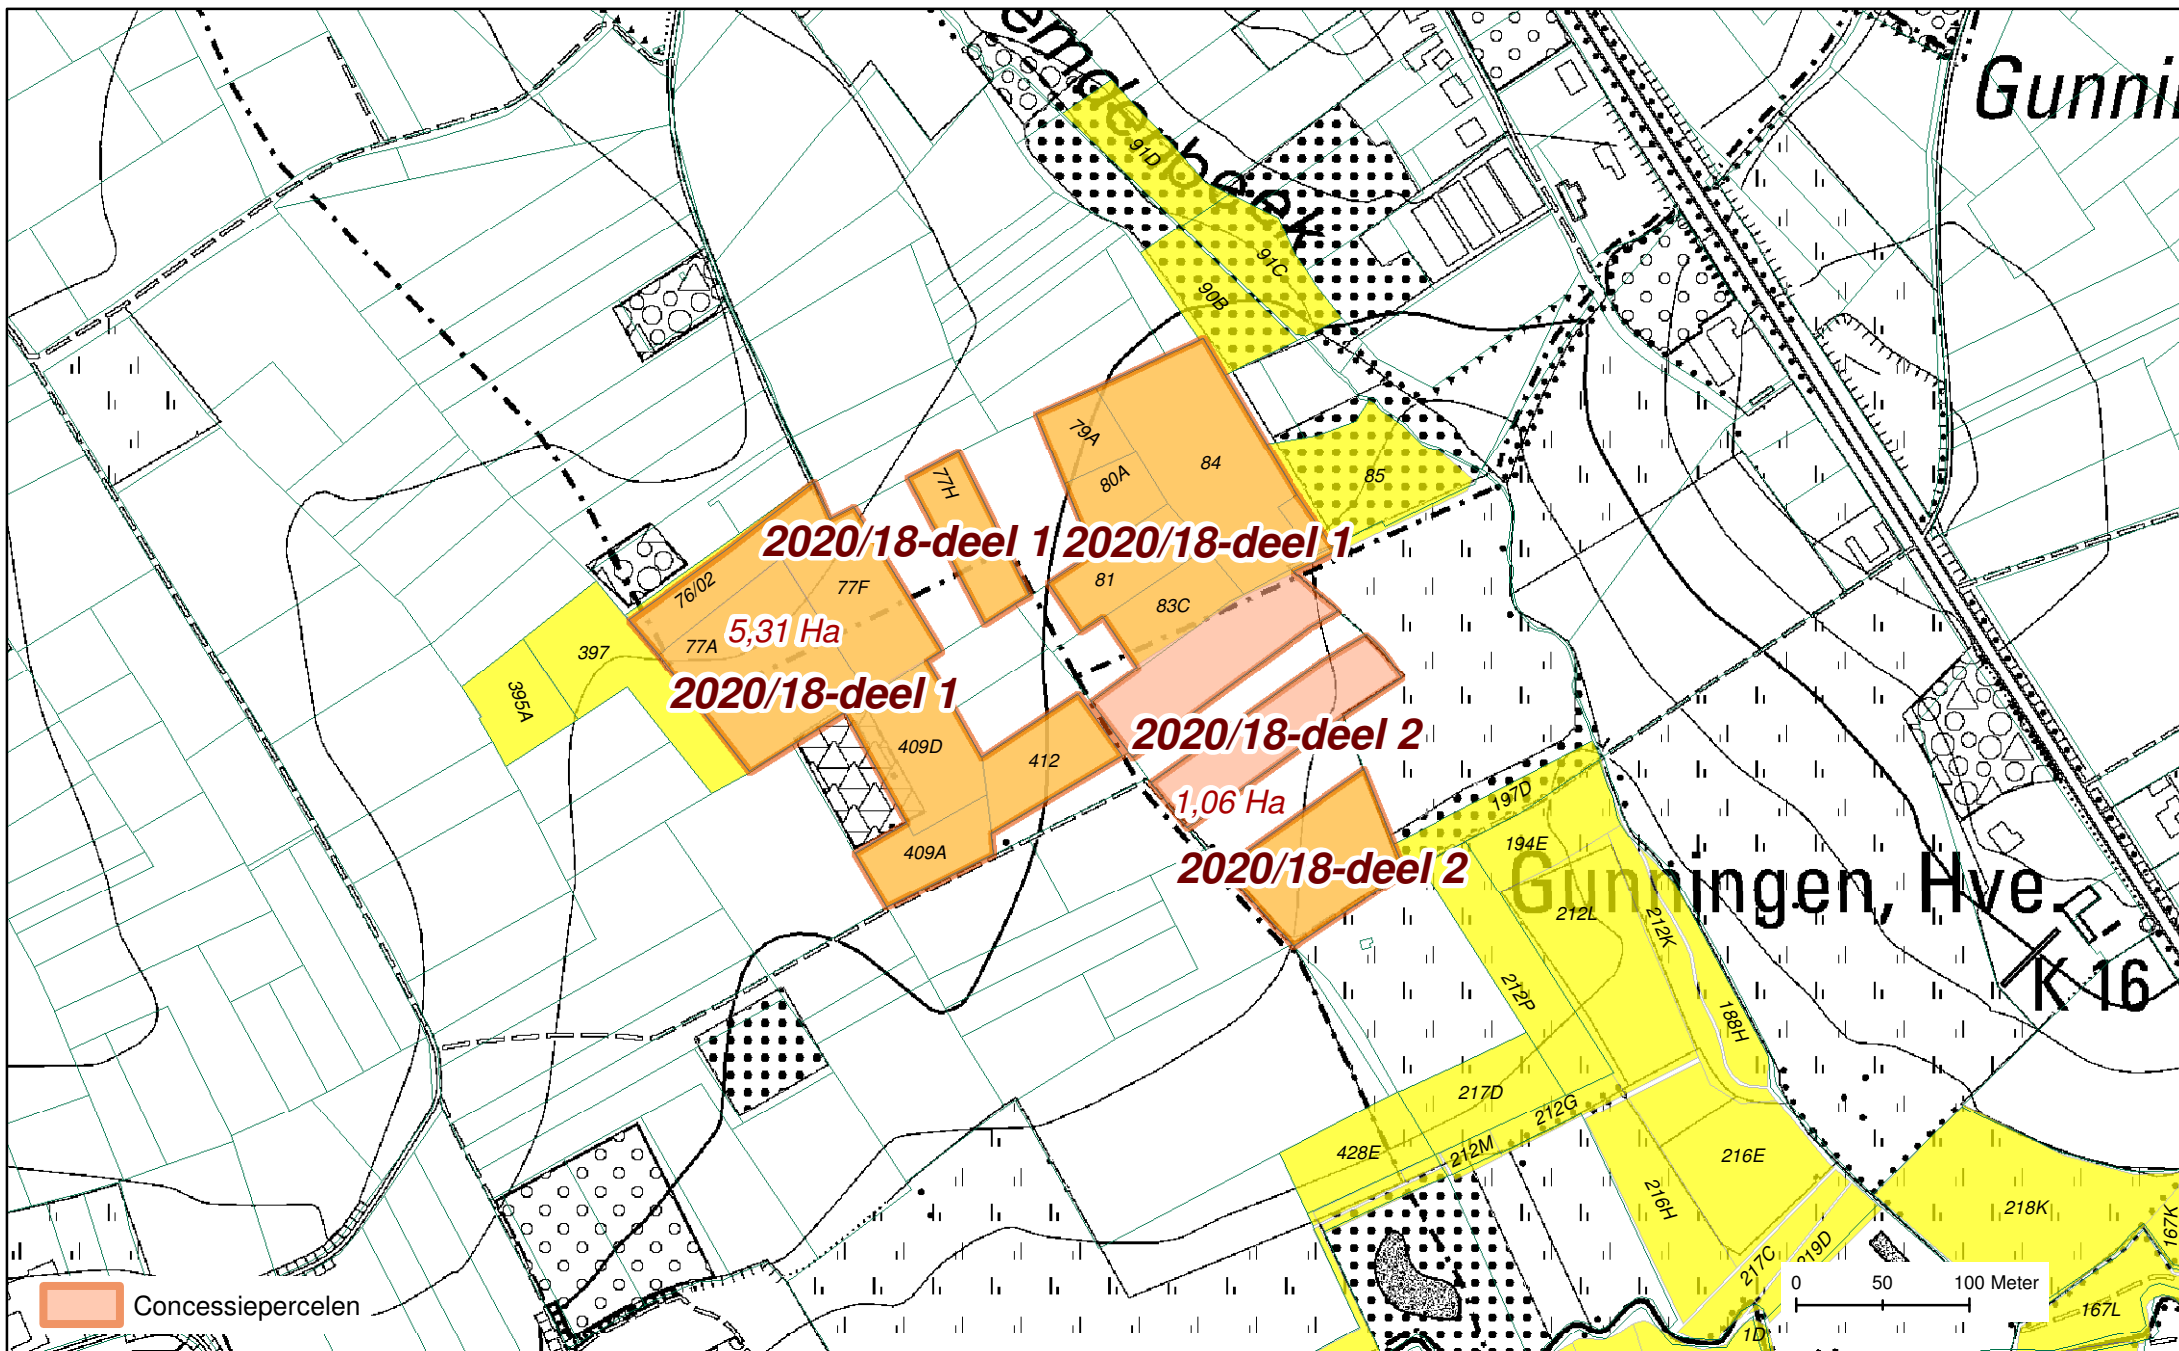 Gunnin
emdenbeek
91D
91C
90B
79A
80A
84
77H
85
2020/18-deel 1
2020/18-deel 1
76/02
77F
81
83C
5,31 Ha
77A
397
395A
2020/18-deel 1
409D
412
2020/18-deel 2
1,06 Ha
197D
194E
409A
2020/18-deel 2
Gunningen, Hve.
212L
212K
212P
188H
K 16
217D
212G
212M
428E
216E
216H
218K
167K
217C
219D
0 50 100 Meter
Concessiepercelen
167L
1D